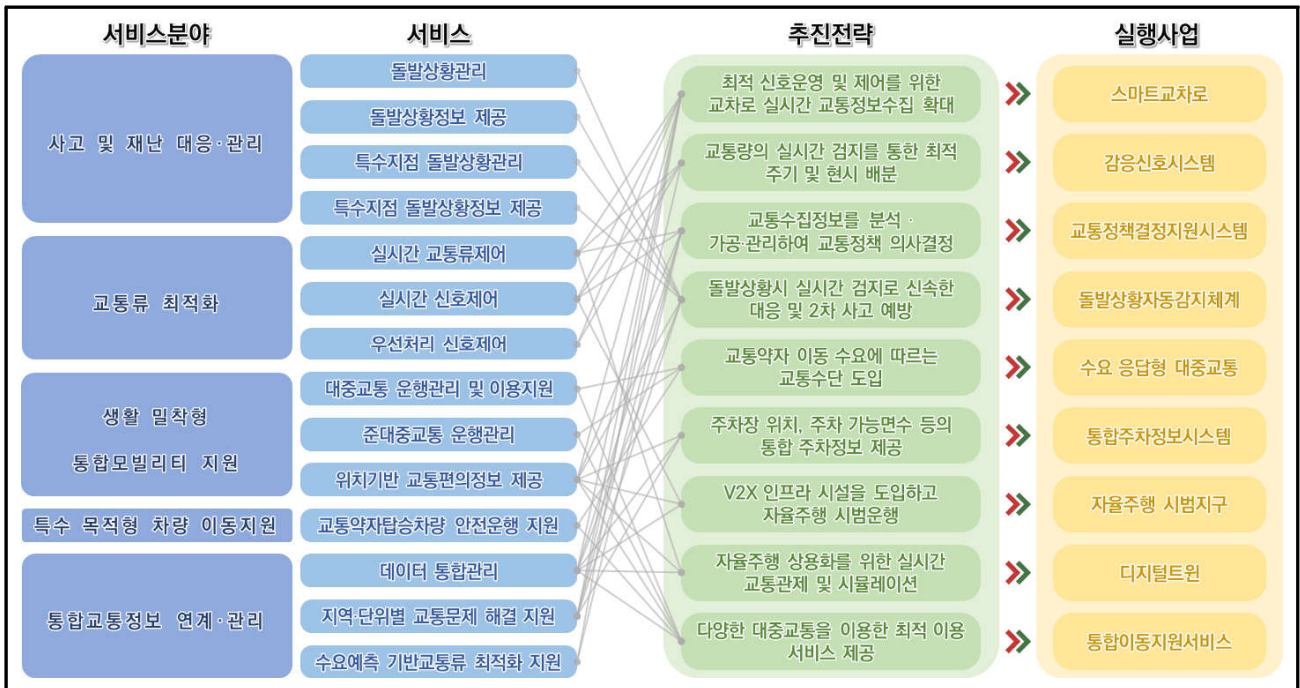 서비스분야
서비스
추진전략
실행사업
사고 및 재난 대응·관리
교통류 최적화
생활 밀착형
통합모빌리티 지원
특수 목적형 차량 이동지원
통합교통정보 연계·관리
돌발상황관리
돌발상황정보 제공
특수지점 돌발상황관리
특수지점 돌발상황정보 제공
실시간 교통류제어
실시간 신호제어
우선처리 신호제어
대중교통 운행관리 및 이용지원
준대중교통 운행관리
위치기반 교통편의정보 제공
교통약자탑승차량 안전운행 지원
데이터 통합관리
지역·단위별 교통문제 해결 지원
수요예측 기반교통류 최적화 지원
최적 신호운영 및 제어를 위한
교차로 실시간 교통정보수집 확대
교통량의 실시간 검지를 통한 최적
주기 및 현시 배분
교통수집정보를 분석·
가공·관리하여 교통정책 의사결정
돌발상황시 실시간 검지로 신속한
대응 및 2차 사고 예방
교통약자 이동 수요에 따르는
교통수단 도입
주차장 위치, 주차 가능면수 등의
통합 주차정보 제공
V2X 인프라 시설을 도입하고
자율주행 시범운행
자율주행 상용화를 위한 실시간
교통관제 및 시뮬레이션
다양한 대중교통을 이용한 최적 이용
서비스 제공
스마트교차로
감응신호시스템
교통정책결정지원시스템
돌발상황자동감지체계
수요 응답형 대중교통
통합주차정보시스템
자율주행 시범지구
디지털트윈
통합이동지원서비스